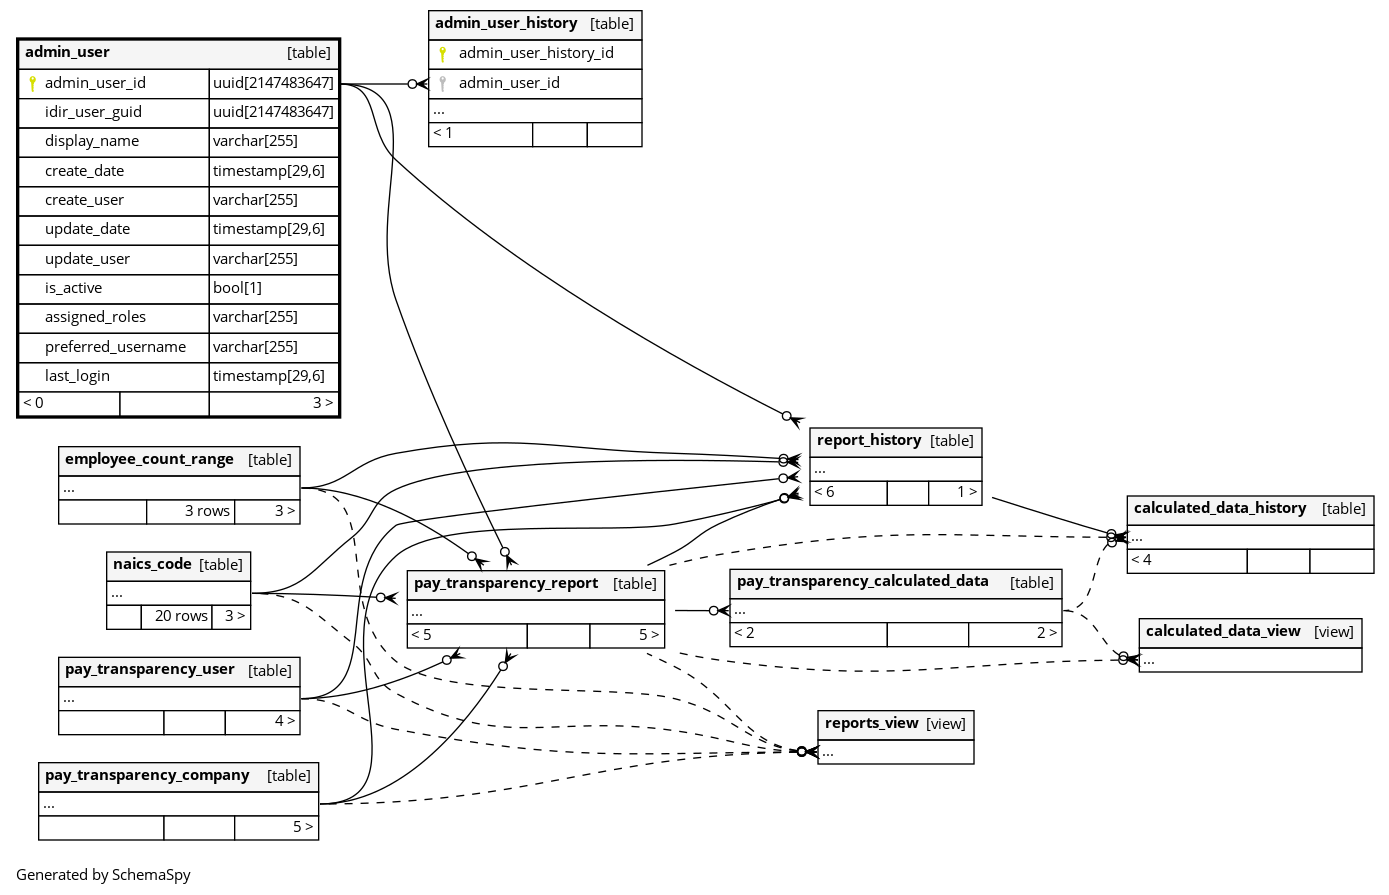 admin_user [table]
admin_user_id uuid[2147483647]
idir_user_guid uuid[2147483647]
display_name varchar[255]
create_date timestamp[29,6]
create_user varchar[255]
update_date timestamp[29,6]
update_user varchar[255]
is_active bool[1]
assigned_roles varchar[255]
preferred_username varchar[255]
last_login timestamp[29,6]
< 0 3 >
admin_user_history [table]
admin_user_history_id
admin_user_id
...
< 1
employee_count_range [table]
...
3 rows 3 >
naics_code [table]
...
20 rows 3 >
pay_transparency_user [table]
...
4 >
pay_transparency_company [table]
...
5 >
pay_transparency_report [table]
...
< 5 5 >
report_history [table]
...
< 6 1 >
pay_transparency_calculated_data [table]
...
< 2 2 >
reports_view [view]
...
calculated_data_history [table]
...
< 4
calculated_data_view [view]
...
Generated by SchemaSpy